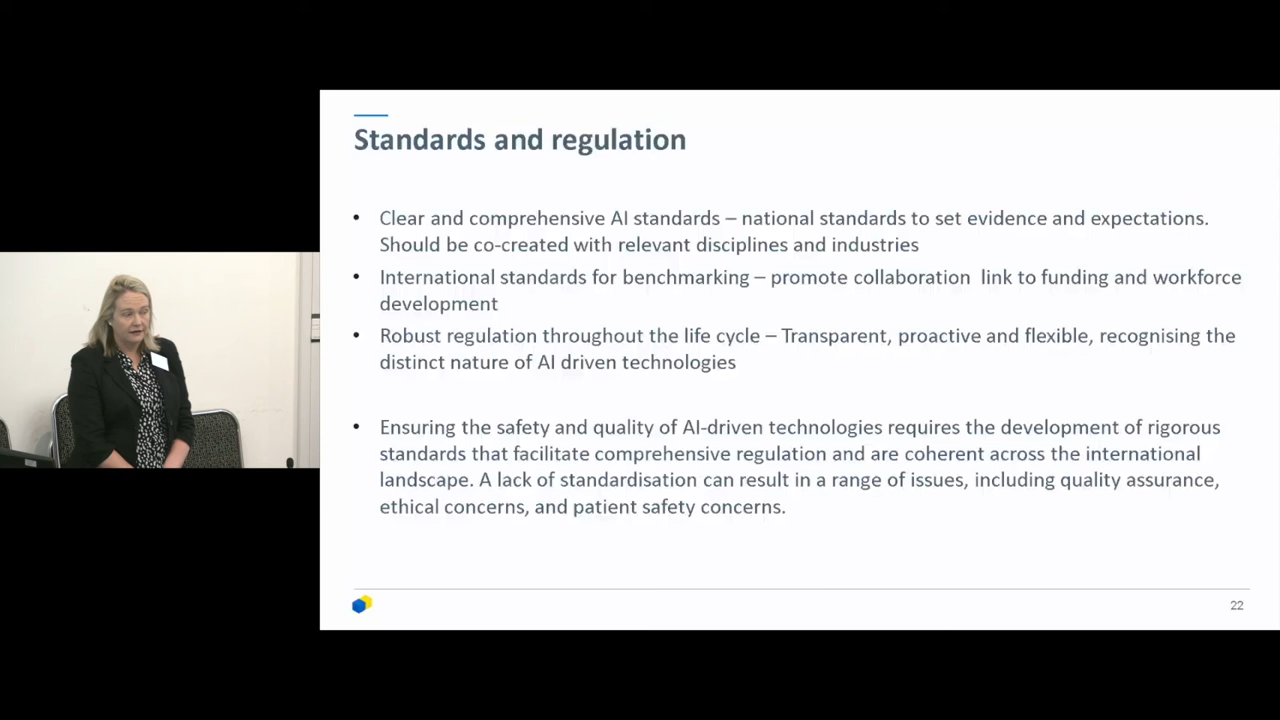 Standards and regulation
• Clear and comprehensive AI standards – national standards to set evidence and expectations.
Should be co-created with relevant disciplines and industries
• International standards for benchmarking – promote collaboration  link to funding and workforce
development
• Robust regulation throughout the life cycle – Transparent, proactive and flexible, recognising the
distinct nature of AI driven technologies
• Ensuring the safety and quality of AI-driven technologies requires the development of rigorous
standards that facilitate comprehensive regulation and are coherent across the international
landscape. A lack of standardisation can result in a range of issues, including quality assurance,
ethical concerns, and patient safety concerns.
22